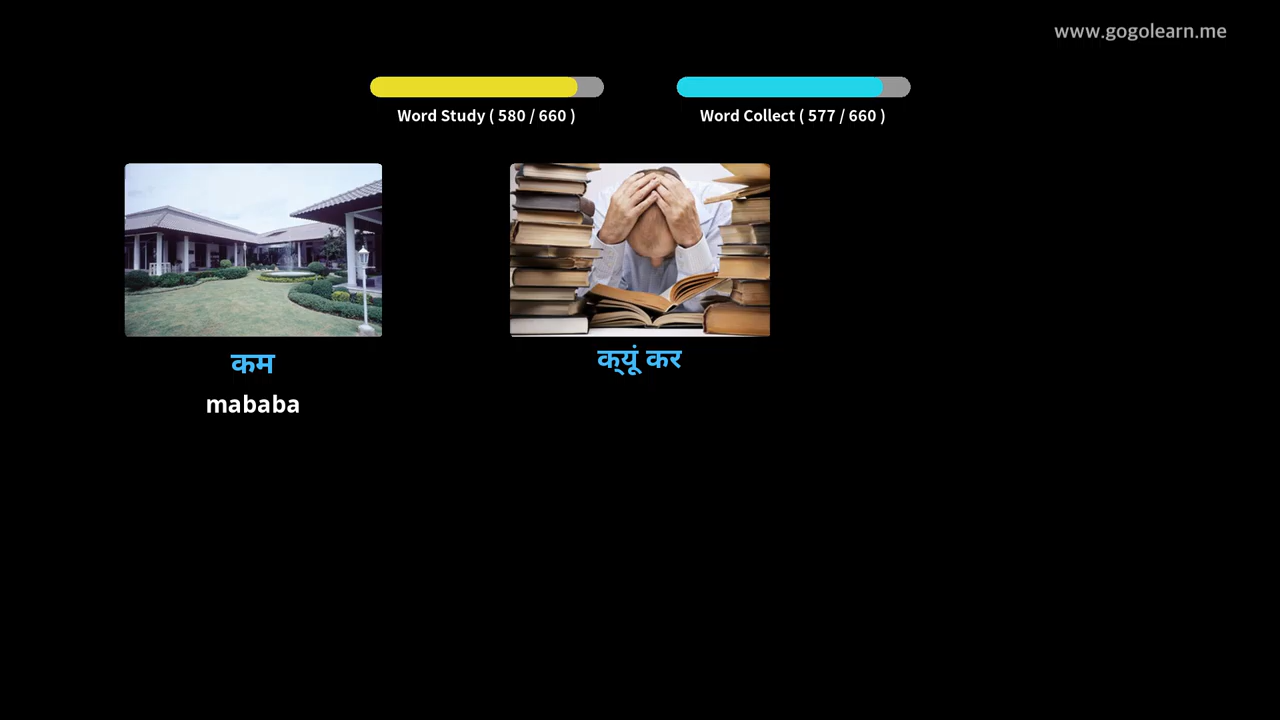 www.gogolearn.me
Word Study ( 580 / 660 )
Word Collect ( 577 / 660 )
कम
mababa
क्यूं कर